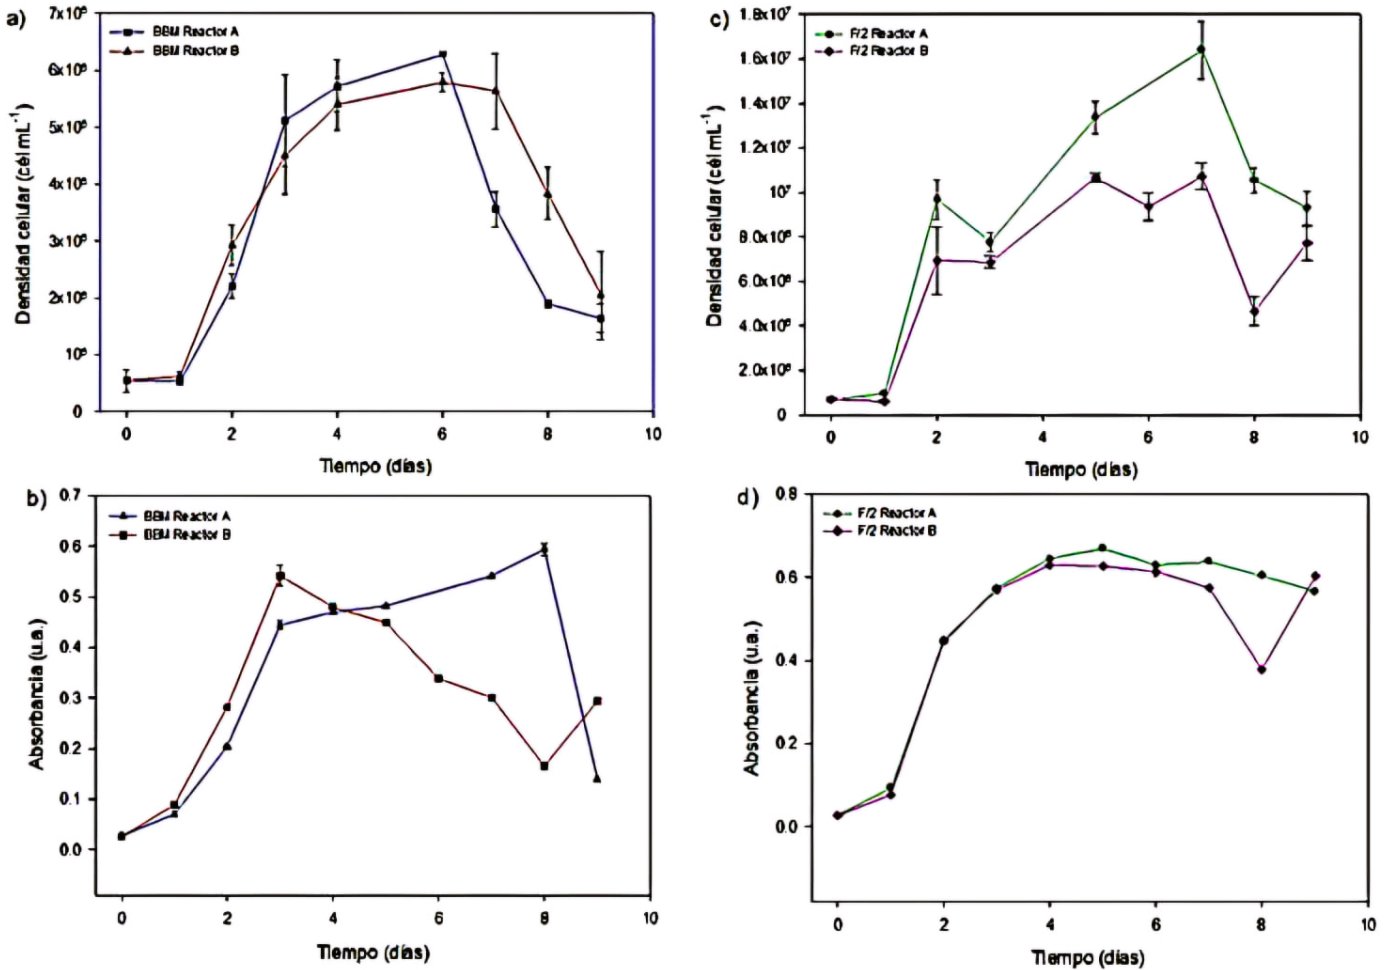 a)
7x10⁶
6x10⁶
5x10⁶
4x10⁶
3x10⁶
2x10⁶
10⁶
0
Densidad celular (cél mL⁻¹)
BBM Reactor A
BBM Reactor B
0 2 4 6 8 10
Tiempo (días)
c)
1.8x10⁷
1.6x10⁷
1.4x10⁷
1.2x10⁷
10⁷
8.0x10⁶
6.0x10⁶
4.0x10⁶
2.0x10⁶
0
Densidad celular (cél mL⁻¹)
F/2 Reactor A
F/2 Reactor B
0 2 4 6 8 10
Tiempo (días)
b)
0.7
0.6
0.5
0.4
0.3
0.2
0.1
0.0
Absorbancia (u.a.)
BBM Reactor A
BBM Reactor B
0 2 4 6 8 10
Tiempo (días)
d)
0.8
0.6
0.4
0.2
0.0
Absorbancia (u.a.)
F/2 Reactor A
F/2 Reactor B
0 2 4 6 8 10
Tiempo (días)